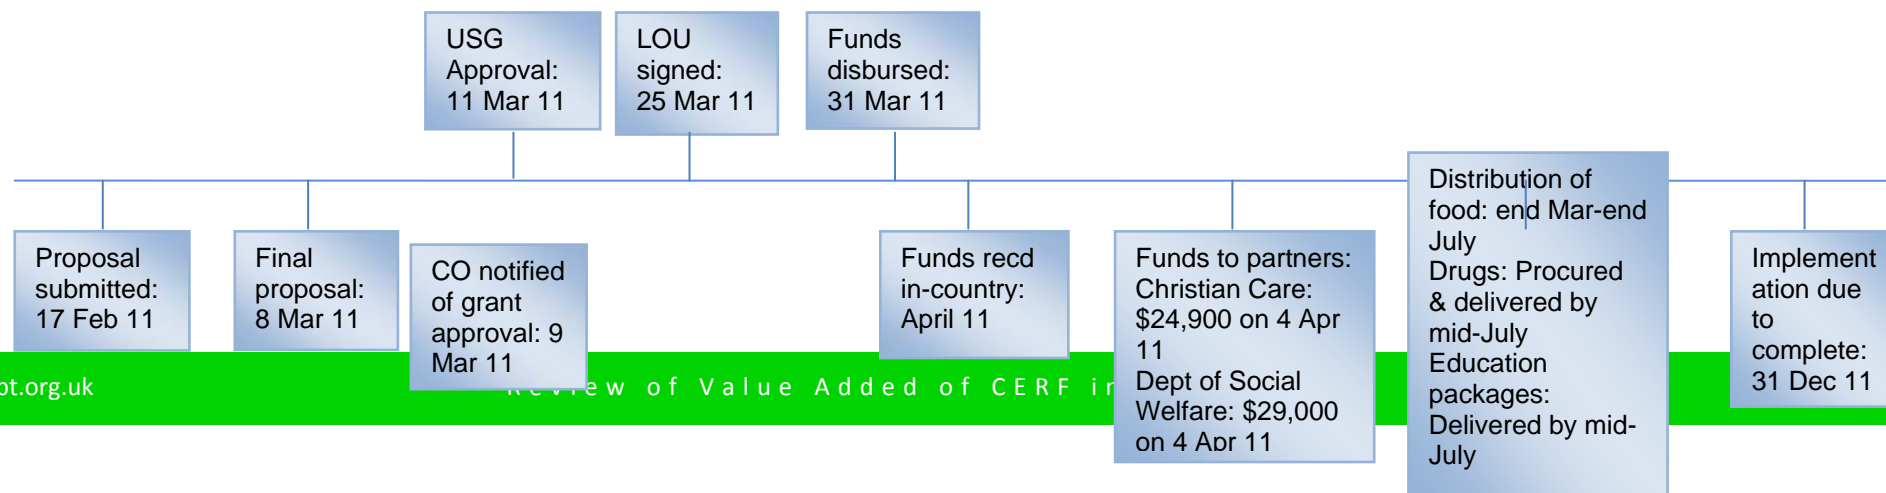 USG
Approval:
11 Mar 11
LOU
signed:
25 Mar 11
Funds
disbursed:
31 Mar 11
Proposal
submitted:
17 Feb 11
Final
proposal:
8 Mar 11
CO notified
of grant
approval: 9
Mar 11
Funds recd
in-country:
April 11
Funds to partners:
Christian Care:
$24,900 on 4 Apr
11
Dept of Social
Welfare: $29,000
on 4 Apr 11
Distribution of
food: end Mar-end
July
Drugs: Procured
& delivered by
mid-July
Education
packages:
Delivered by mid-
July
Implement
ation due
to
complete:
31 Dec 11
pt.org.uk
Review of Value Added of CERF in